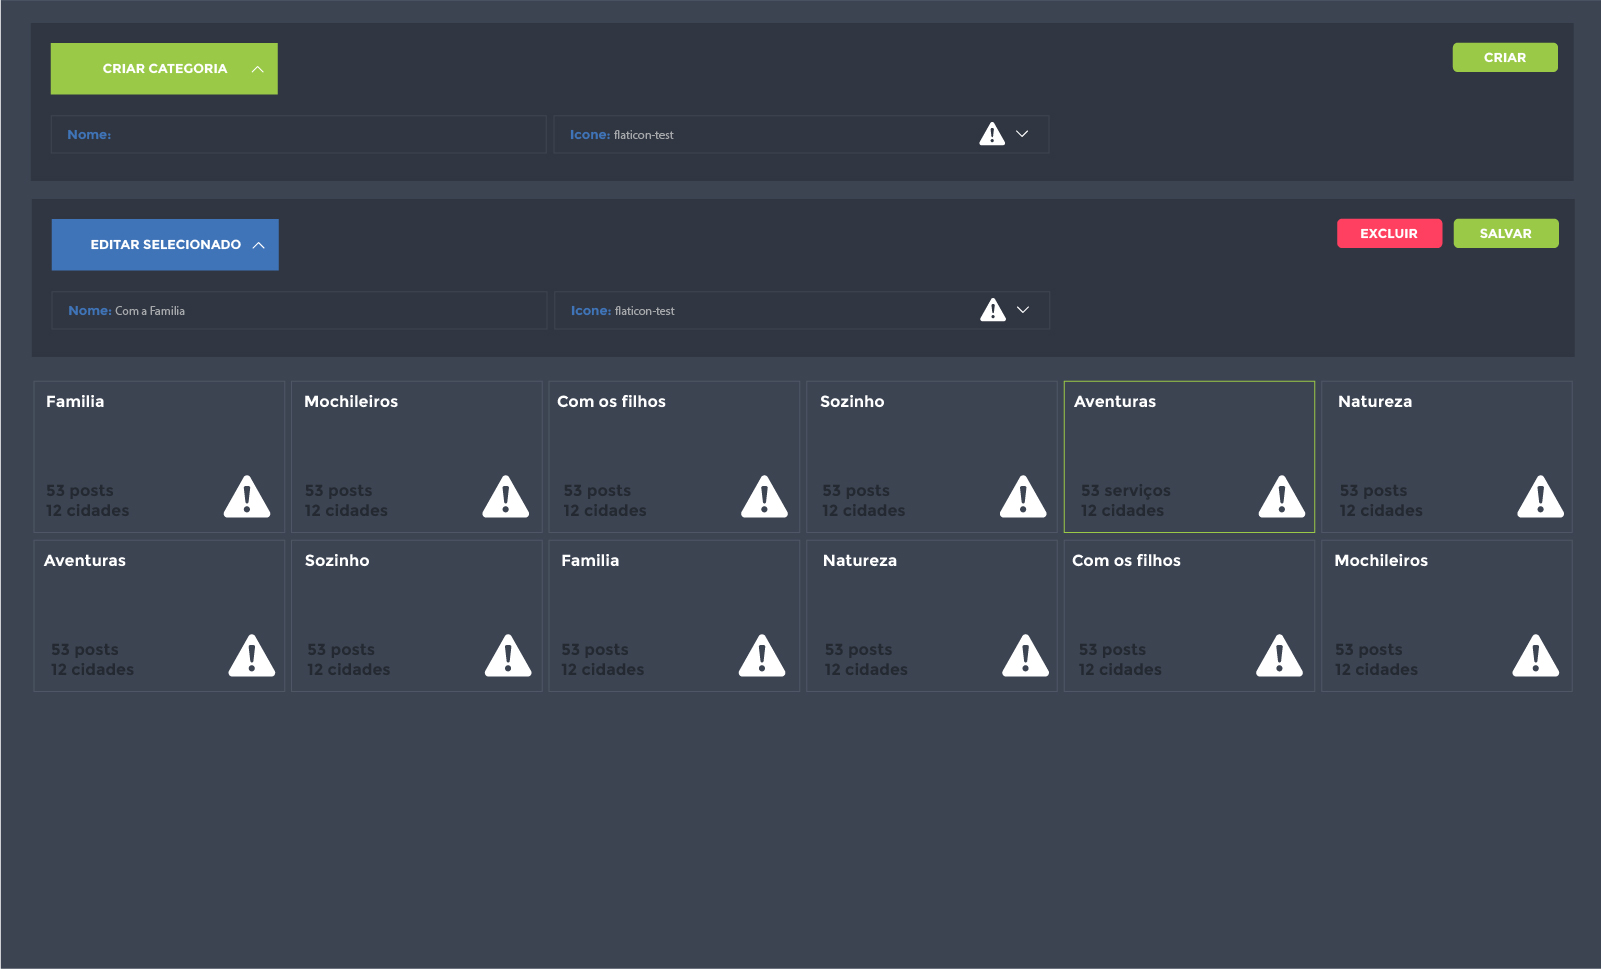 CRIAR CATEGORIA
CRIAR
Nome:
Icone: flaticon-test
EDITAR SELECIONADO
EXCLUIR
SALVAR
Nome: Com a Familia
Icone: flaticon-test
Familia
Mochileiros
Com os filhos
Sozinho
Aventuras
Natureza
53 posts
12 cidades
53 posts
12 cidades
53 posts
12 cidades
53 posts
12 cidades
53 serviços
12 cidades
53 posts
12 cidades
Aventuras
Sozinho
Familia
Natureza
Com os filhos
Mochileiros
53 posts
12 cidades
53 posts
12 cidades
53 posts
12 cidades
53 posts
12 cidades
53 posts
12 cidades
53 posts
12 cidades